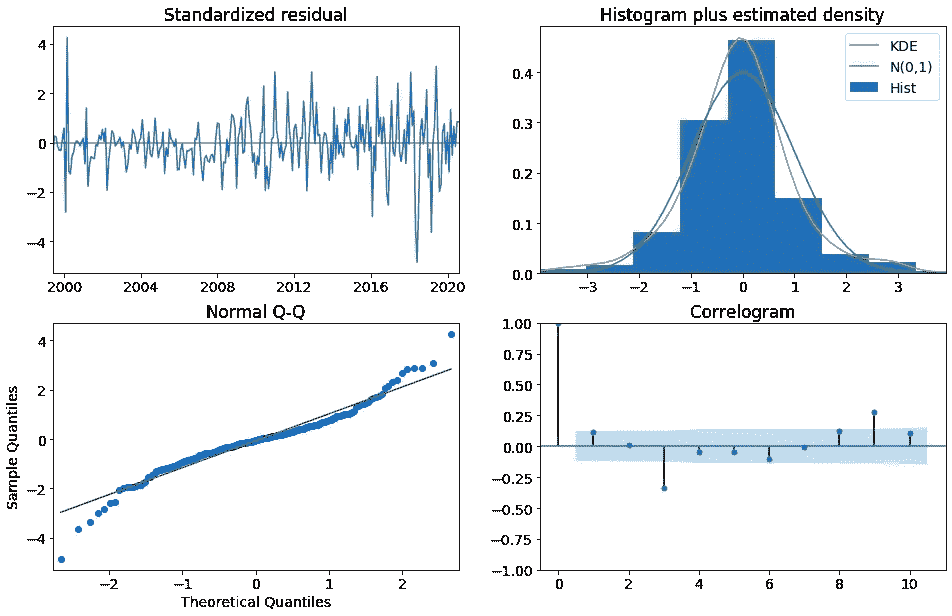 Standardized residual
4
2
0
−2
−4
2000 2004 2008 2012 2016 2020
Histogram plus estimated density
KDE
N(0,1)
Hist
0.4
0.3
0.2
0.1
0.0
−3 −2 −1 0 1 2 3
Normal Q-Q
Sample Quantiles
4
2
0
−2
−4
−2 −1 0 1 2
Theoretical Quantiles
Correlogram
1.00
0.75
0.50
0.25
0.00
−0.25
−0.50
−0.75
−1.00
0 2 4 6 8 10